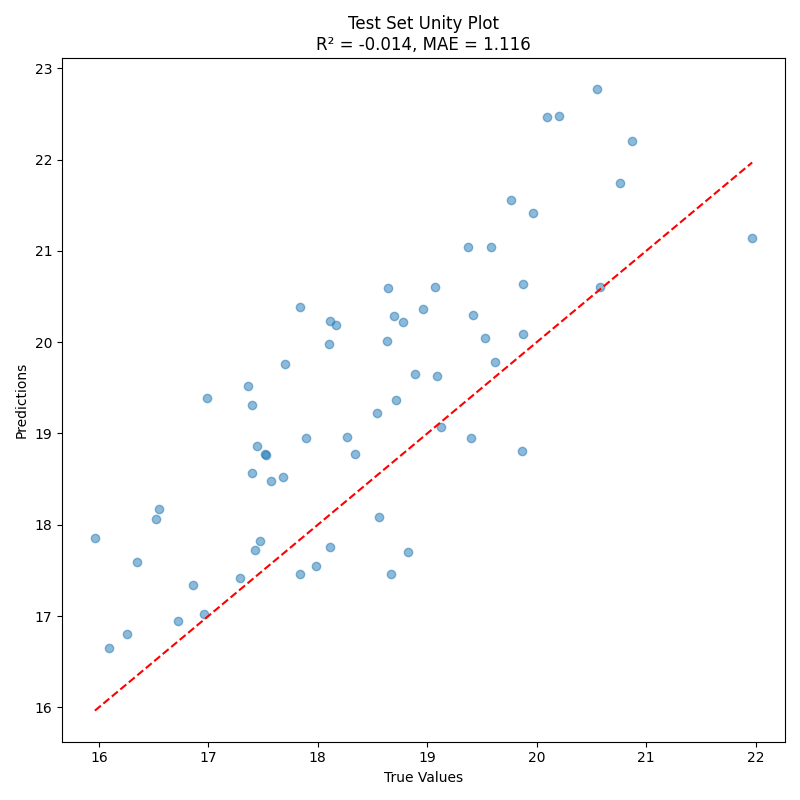 Test Set Unity Plot
R² = -0.014, MAE = 1.116
23
22
21
20
19
18
17
16
Predictions
16 17 18 19 20 21 22
True Values